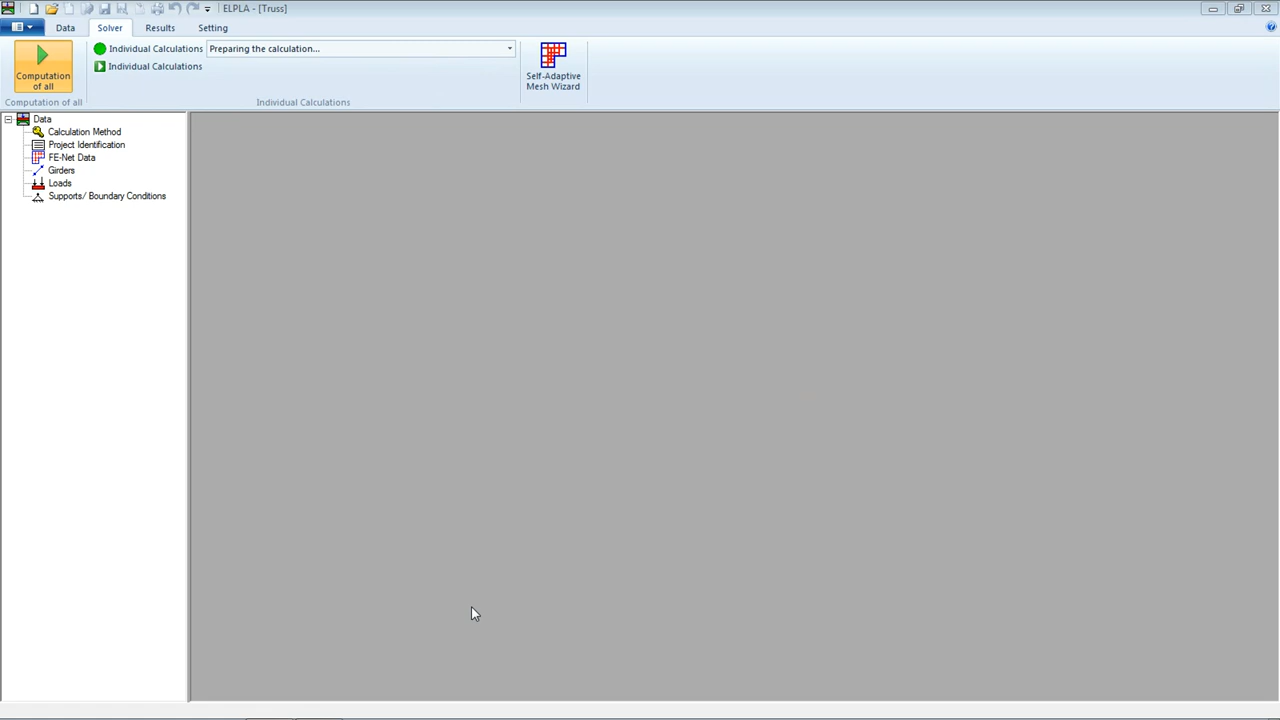 ELPLA - [Truss]
Data
Solver
Results
Setting
Computation of all
Computation of all
Individual Calculations
Preparing the calculation...
Individual Calculations
Individual Calculations
Self-Adaptive Mesh Wizard
Data
Calculation Method
Project Identification
FE-Net Data
Girders
Loads
Supports/ Boundary Conditions